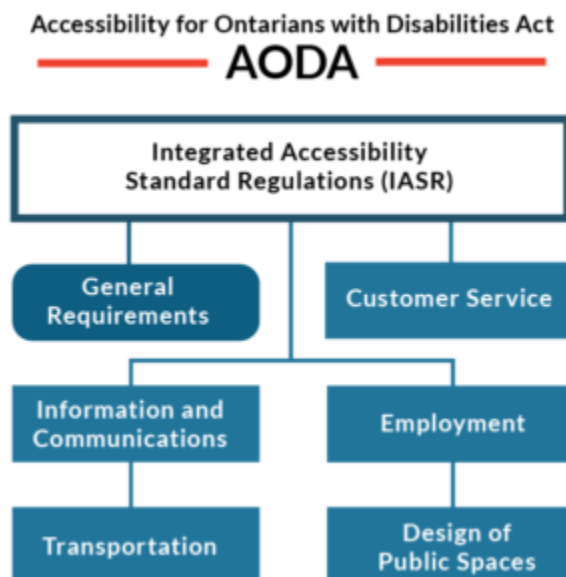 Accessibility for Ontarians with Disabilities Act
AODA
Integrated Accessibility
Standard Regulations (IASR)
General
Requirements
Customer Service
Information and
Communications
Employment
Transportation
Design of
Public Spaces